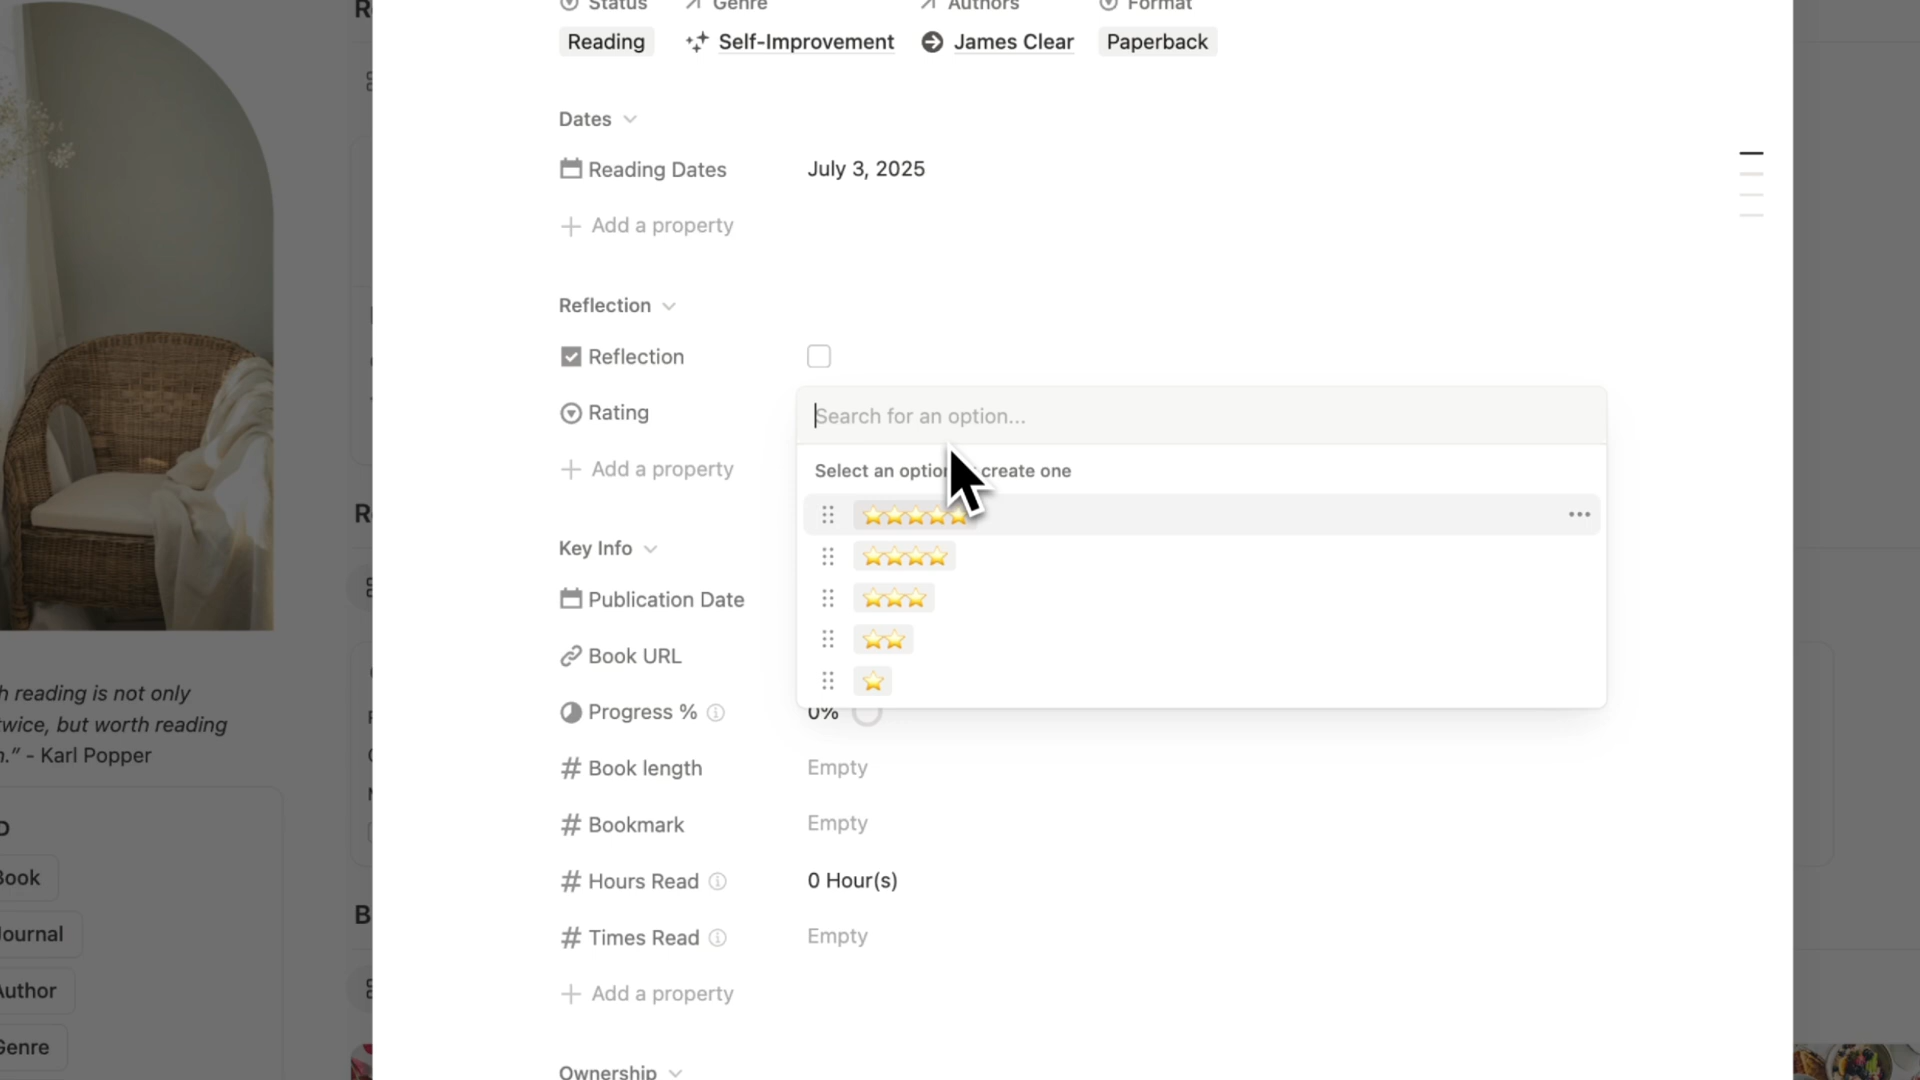 Status Genre Authors Format
Reading Self-Improvement James Clear Paperback
Dates
Reading Dates July 3, 2025
Add a property
Reflection
Reflection
Rating Search for an option...
Add a property
Select an option create one
⭐⭐⭐⭐⭐
⭐⭐⭐⭐
⭐⭐⭐
⭐⭐
⭐
Key Info
Publication Date
Book URL
Progress % 0%
Book length Empty
Bookmark Empty
Hours Read 0 Hour(s)
Times Read Empty
Add a property
Ownership
reading is not only
twice, but worth reading
" - Karl Popper
Book
Journal
Author
Genre